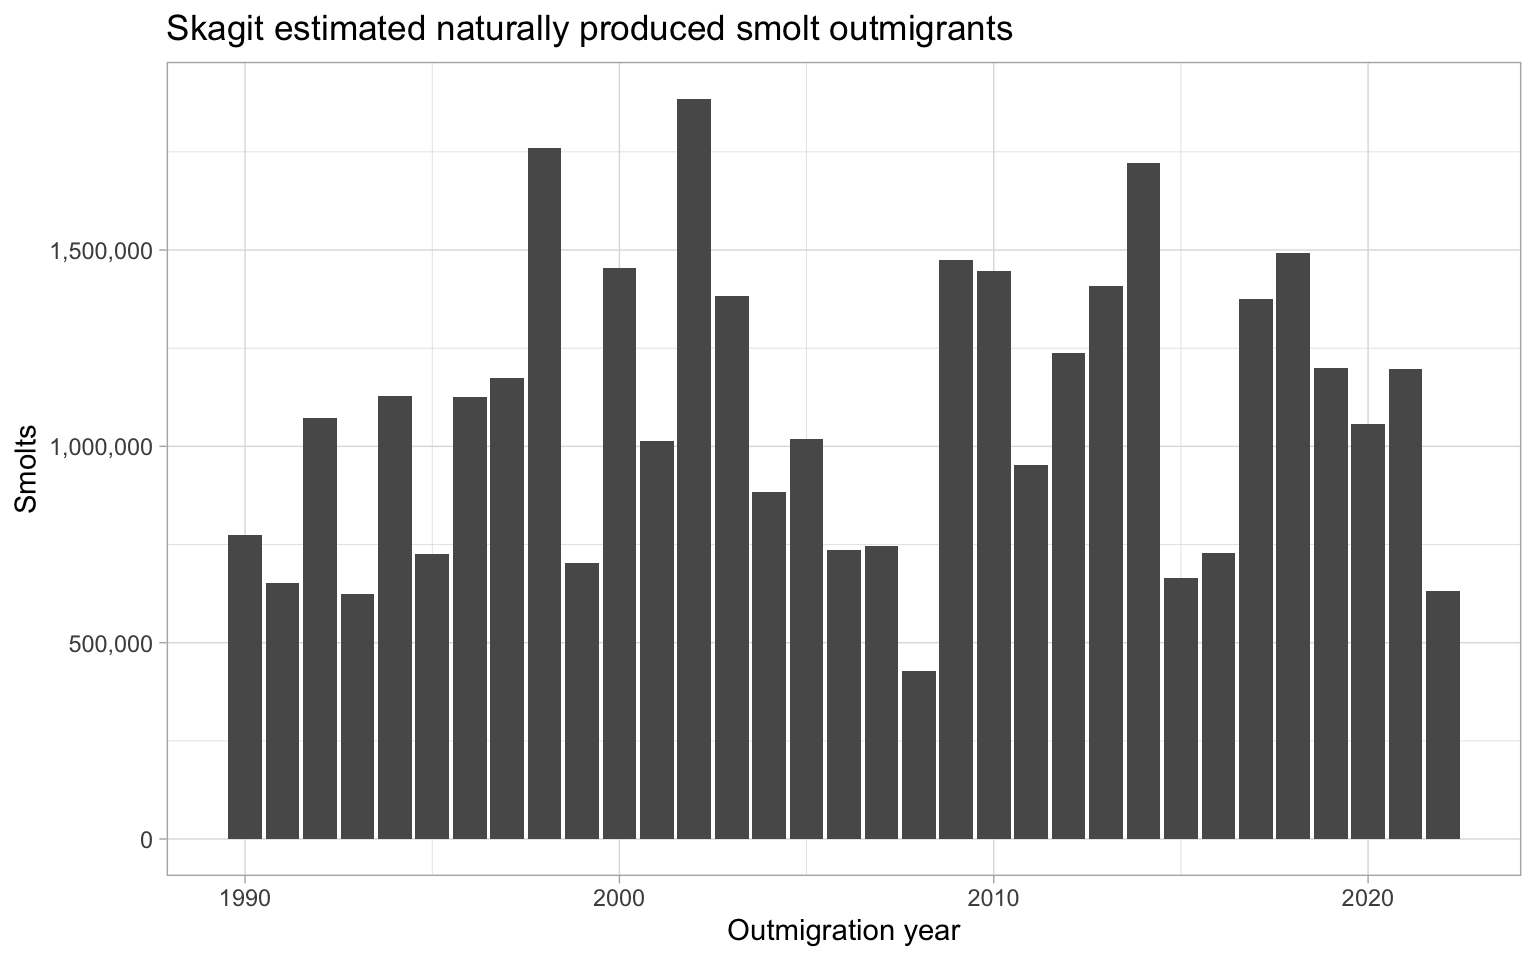 Skagit estimated naturally produced smolt outmigrants
Smolts
1,500,000
1,000,000
500,000
0
1990 2000 2010 2020
Outmigration year